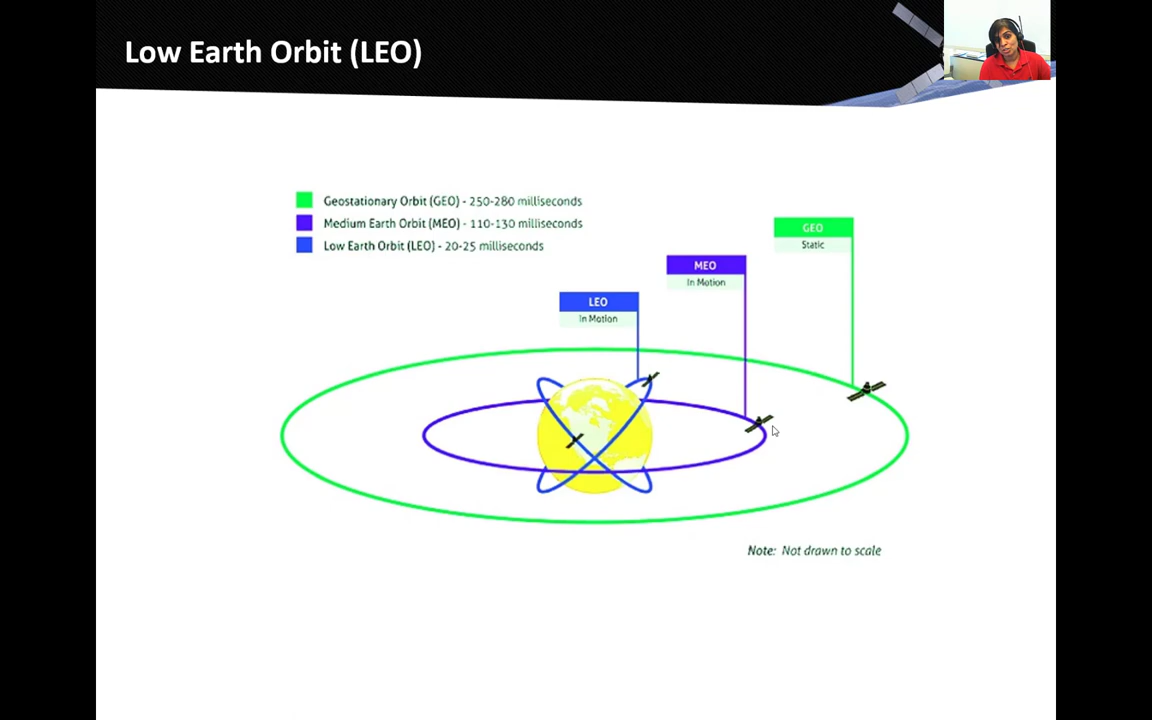 Low Earth Orbit (LEO)
Geostationary Orbit (GEO) - 250-280 milliseconds
Medium Earth Orbit (MEO) - 110-130 milliseconds
Low Earth Orbit (LEO) - 20-25 milliseconds
GEO
Static
MEO
In Motion
LEO
In Motion
Note: Not drawn to scale